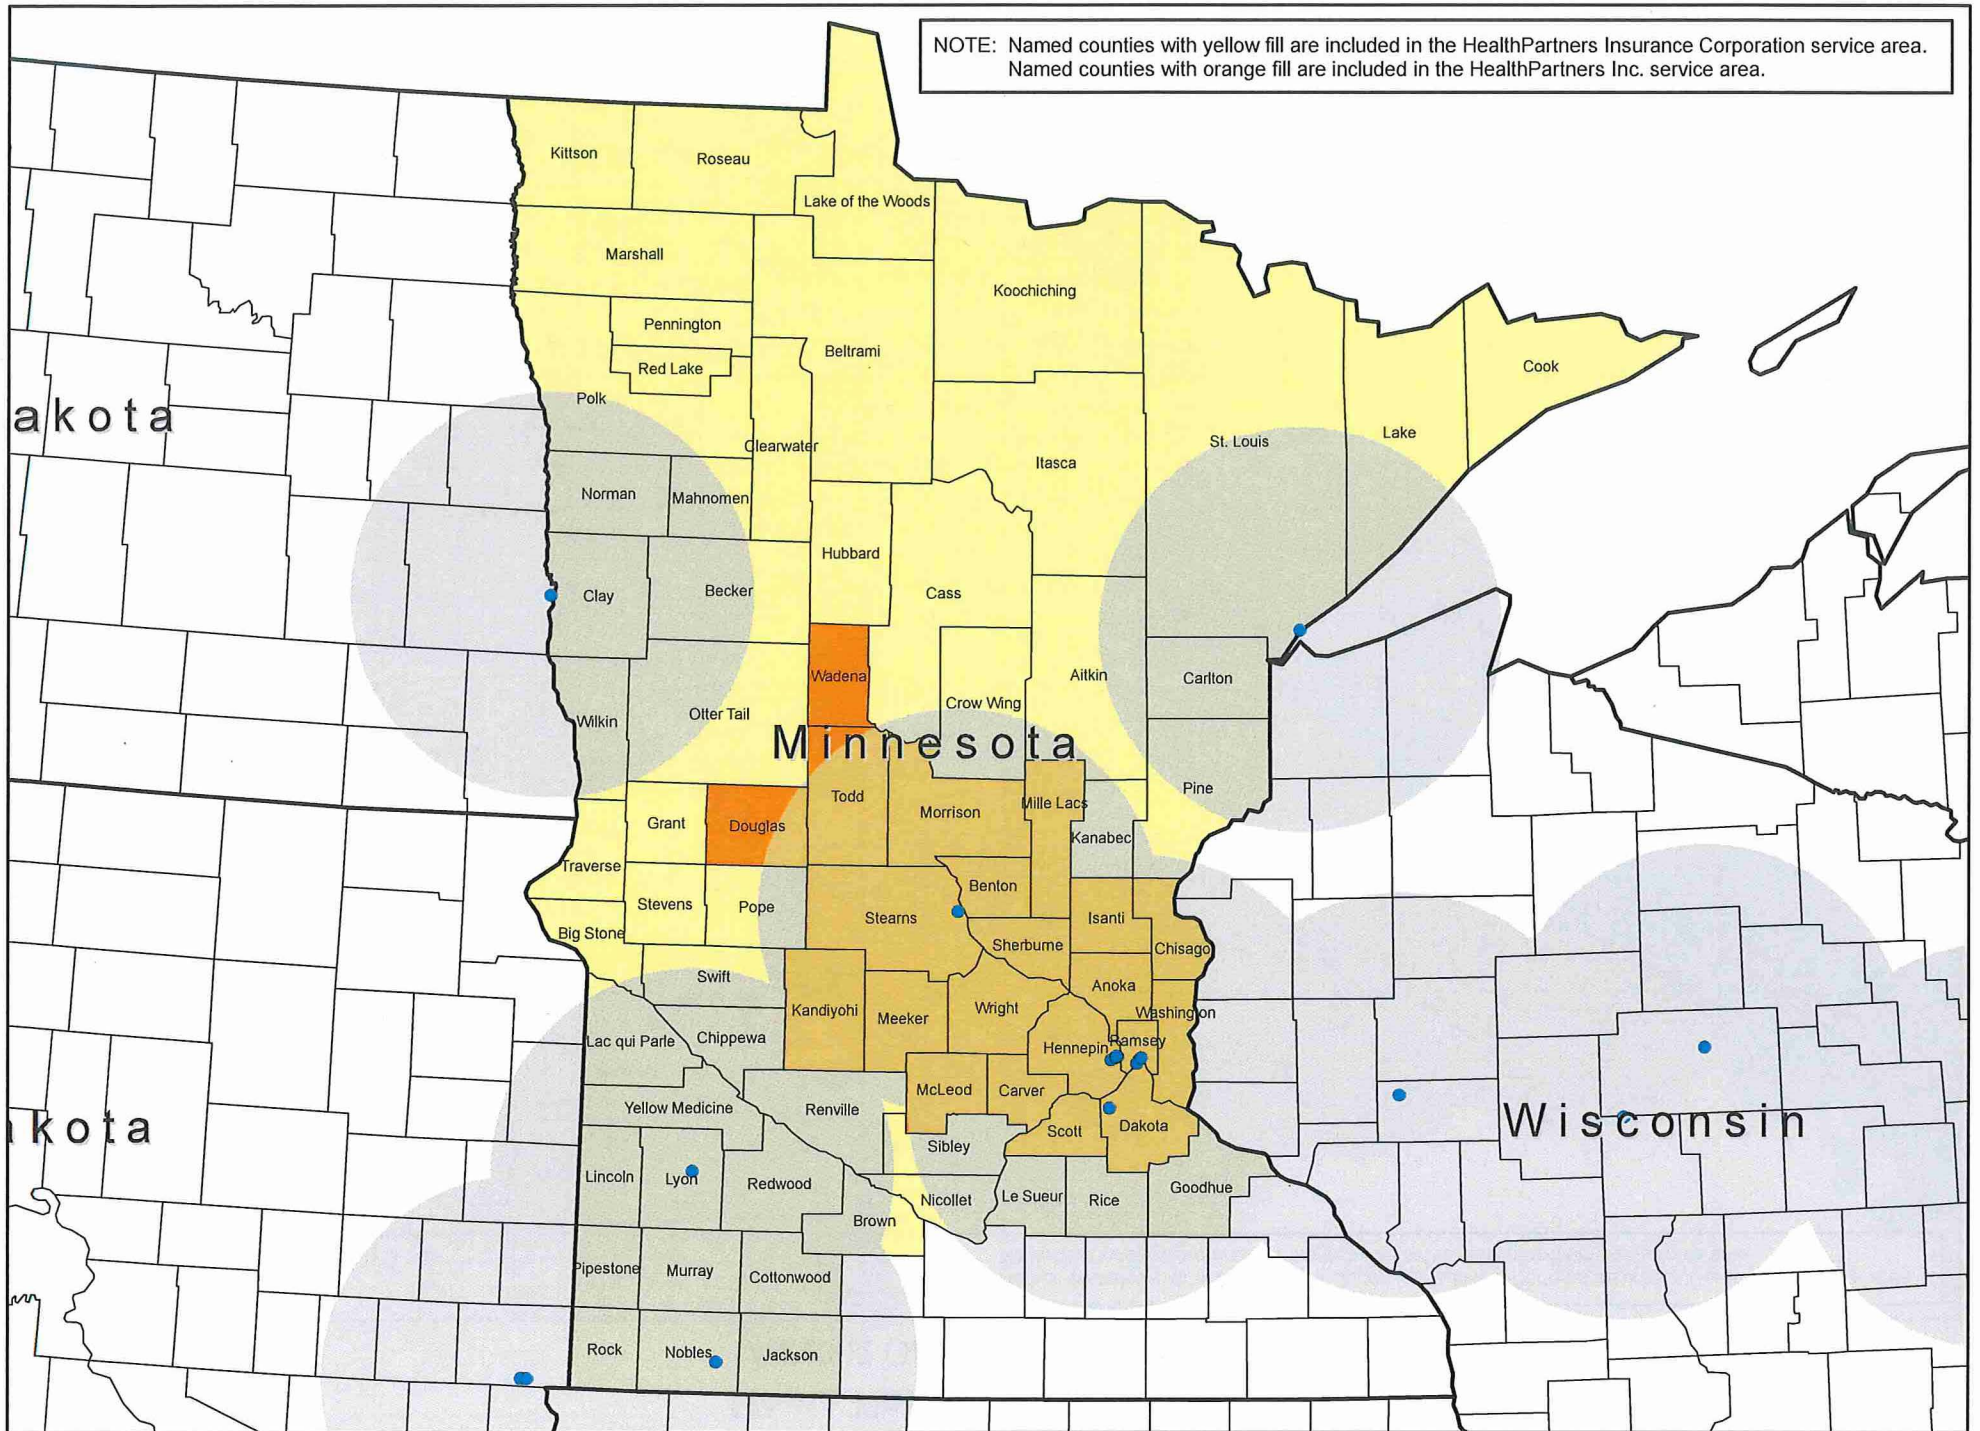 NOTE: Named counties with yellow fill are included in the HealthPartners Insurance Corporation service area.
Named counties with orange fill are included in the HealthPartners Inc. service area.
Kittson
Roseau
Lake of the Woods
Marshall
Koochiching
Pennington
Beltrami
Red Lake
Cook
Polk
akota
Clearwater
St. Louis
Lake
Itasca
Norman
Mahnomen
Hubbard
Clay
Becker
Cass
Wadena
Aitkin
Carlton
Crow Wing
Wilkin
Otter Tail
Minnesota
Pine
Todd
Mille Lacs
Morrison
Grant
Douglas
Kanabec
Traverse
Benton
Stevens
Pope
Stearns
Isanti
Big Stone
Sherburne
Chisago
Swift
Anoka
Kandiyohi
Meeker
Wright
Washington
Lac qui Parle
Chippewa
Hennepin
Ramsey
McLeod
Carver
Yellow Medicine
Renville
kota
Wisconsin
Scott
Dakota
Sibley
Lincoln
Lyon
Redwood
Nicollet
Le Sueur
Rice
Goodhue
Brown
Pipestone
Murray
Cottonwood
Rock
Nobles
Jackson